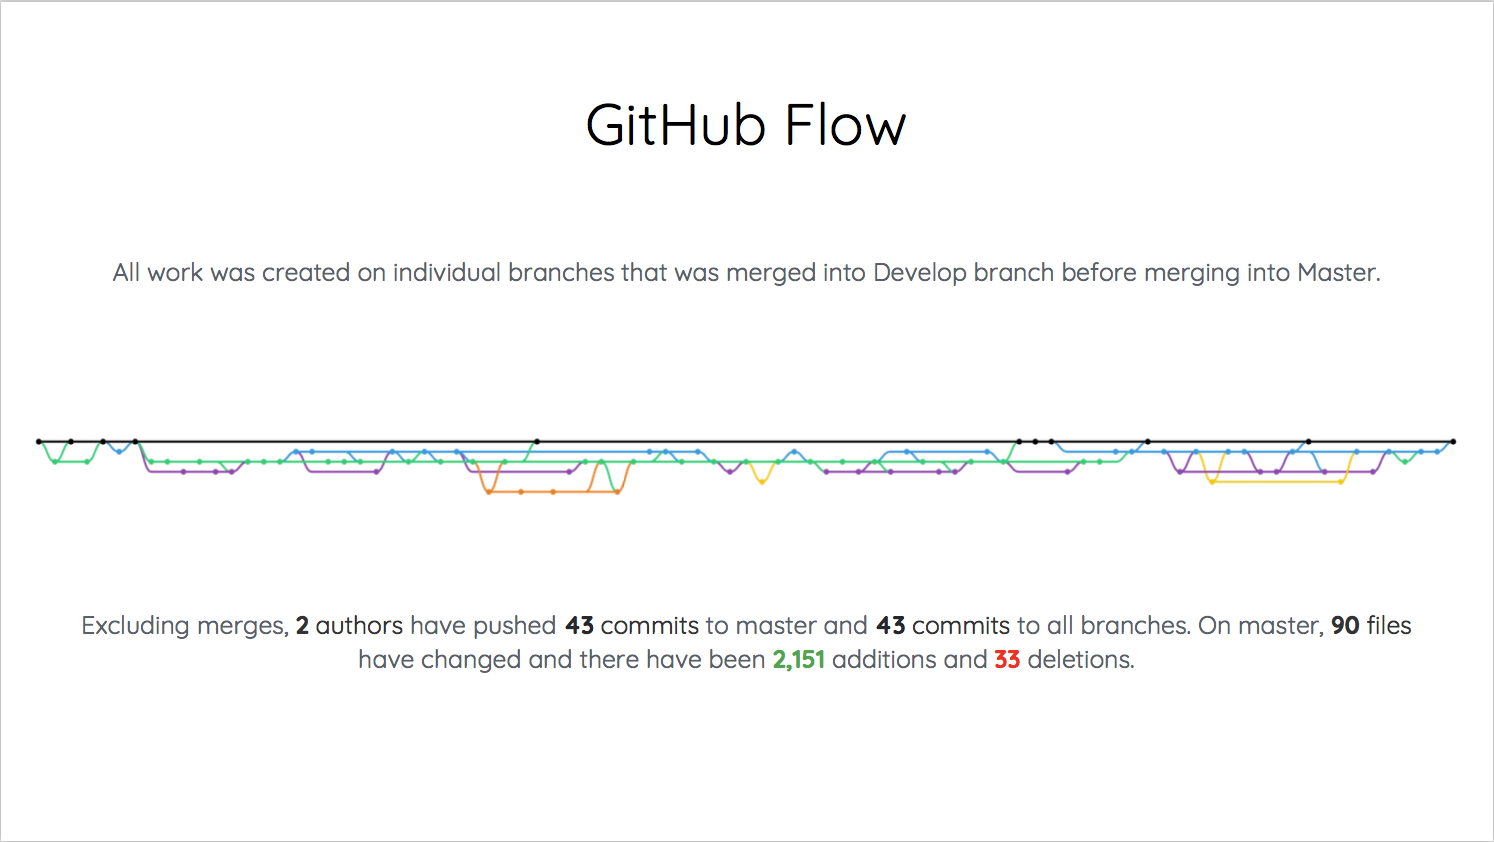 GitHub Flow
All work was created on individual branches that was merged into Develop branch before merging into Master.
Excluding merges, 2 authors have pushed 43 commits to master and 43 commits to all branches. On master, 90 files
have changed and there have been 2,151 additions and 33 deletions.